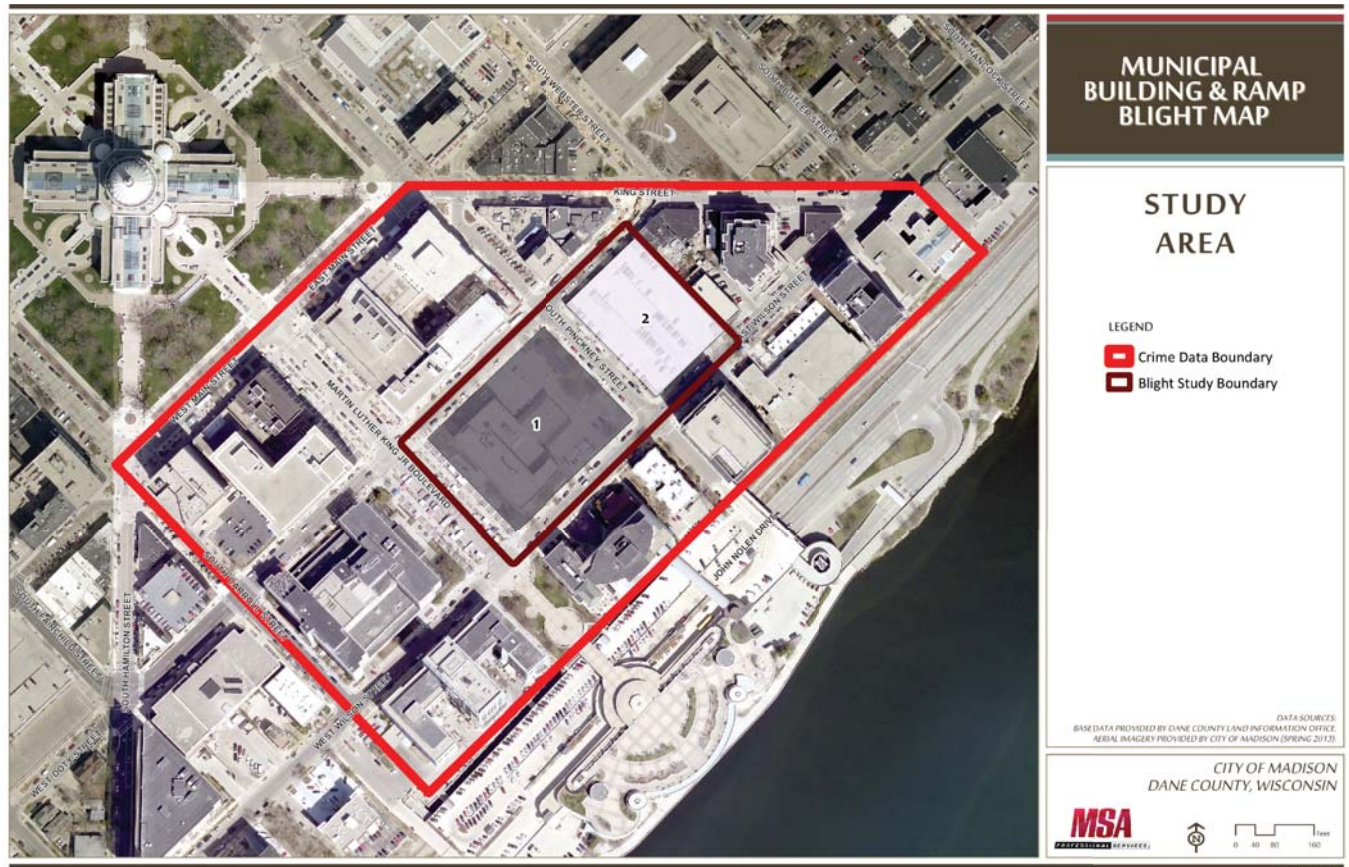 MUNICIPAL
BUILDING & RAMP
BLIGHT MAP
STUDY
AREA
LEGEND
Crime Data Boundary
Blight Study Boundary
DATA SOURCES:
BASE DATA PROVIDED BY DANE COUNTY LAND INFORMATION OFFICE.
AERIAL IMAGERY PROVIDED BY CITY OF MADISON (SPRING 2013).
CITY OF MADISON
DANE COUNTY, WISCONSIN
MSA
PROFESSIONAL SERVICES
N
Feet
0 40 80 160
SOUTH WEBSTER STREET
SOUTH BUTLER STREET
SOUTH HANCOCK STREET
KING STREET
EAST MAIN STREET
WEST MAIN STREET
MARTIN LUTHER KING JR BOULEVARD
SOUTH PINCKNEY STREET
EAST WILSON STREET
1
2
JOHN NOLEN DRIVE
SOUTH CARROLL STREET
SOUTH HAMILTON STREET
SOUTH FAIRCHILD STREET
WEST DOTY STREET
WEST WILSON STREET